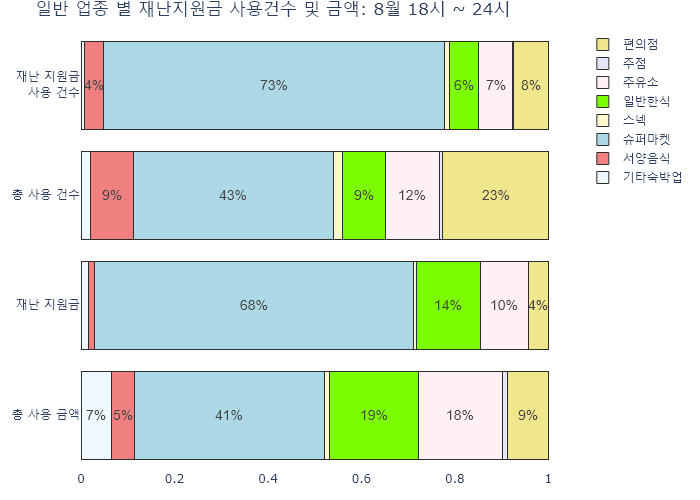 일반 업종 별 재난지원금 사용건수 및 금액: 8월 18시 ~ 24시
재난 지원금
사용 건수
4%
73%
6%
7%
8%
총 사용 건수
9%
43%
9%
12%
23%
재난 지원금
68%
14%
10%
4%
총 사용 금액
7%
5%
41%
19%
18%
9%
0
0.2
0.4
0.6
0.8
1
편의점
주점
주유소
일반한식
스넥
슈퍼마켓
서양음식
기타숙박업